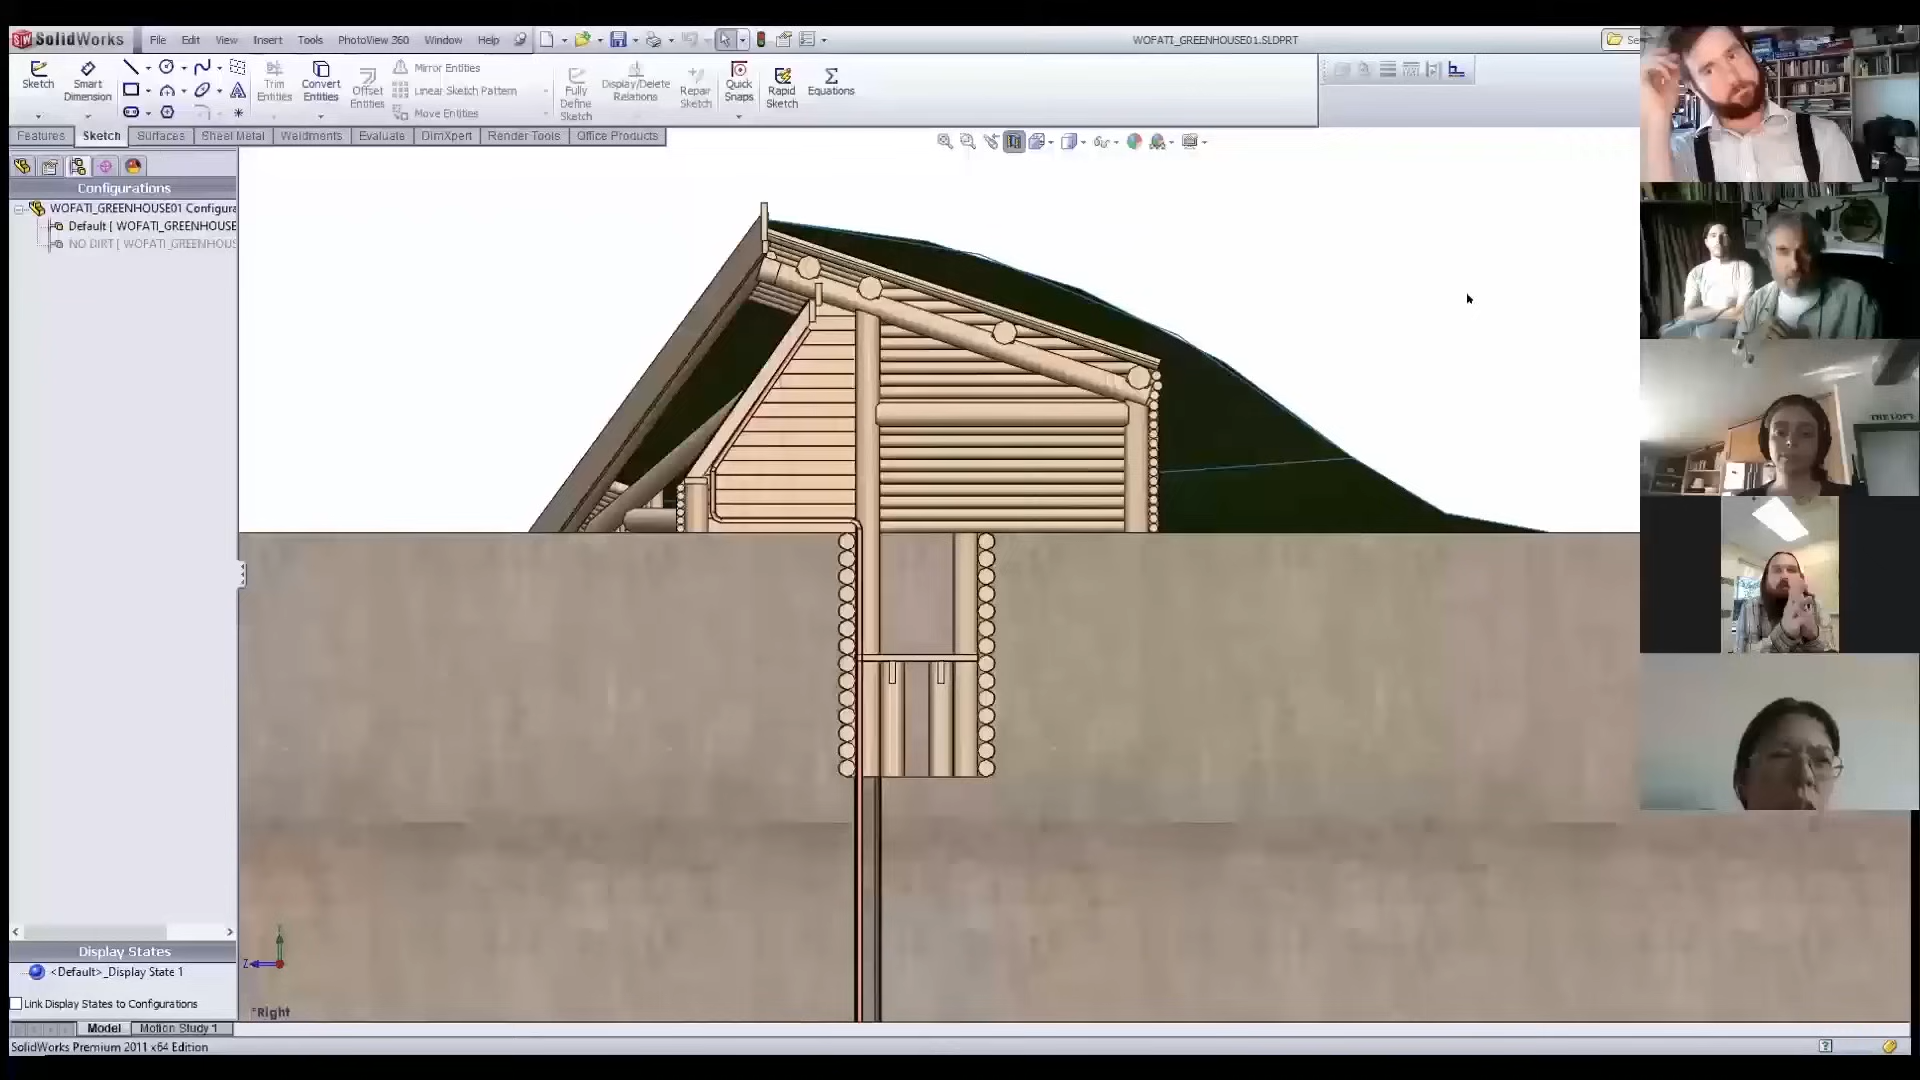 SolidWorks File Edit View Insert Tools PhotoView 360 Window Help WOFATI_GREENHOUSE01.SLDPRT Se
Sketch Smart Dimension Trim Entities Convert Entities Offset Entities Mirror Entities Linear Sketch Pattern Move Entities Fully Define Sketch Display/Delete Relations Repair Sketch Quick Snaps Rapid Sketch Equations
Features Sketch Surfaces Sheet Metal Weldments Evaluate DimXpert Render Tools Office Products
Configurations
WOFATI_GREENHOUSE01 Configura
Default [ WOFATI_GREENHOUSE
NO DIRT [ WOFATI_GREENHOUS
THE LOFT
Display States
<Default>_Display State 1
Link Display States to Configurations
Z
*Right
Model Motion Study 1
SolidWorks Premium 2011 x64 Edition